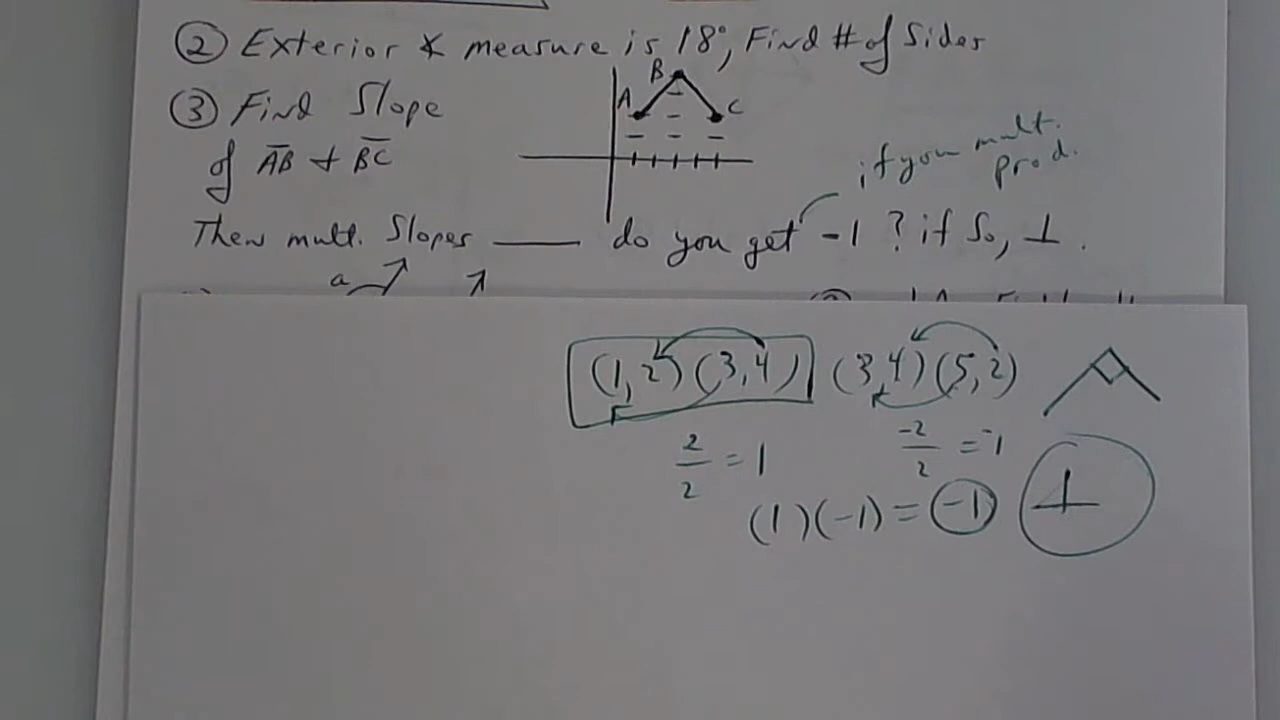 ② Exterior ∠ measure is 18°, Find # of Sides
③ Find Slope
of AB + BC
B
A
C
if you mult.
prod.
Then mult. Slopes ____ do you get -1 ? if So, ⊥.
a
(1,2)(3,4) (3,4)(5,2)
2/2 = 1
-2/2 = -1
(1)(-1) = -1
⊥